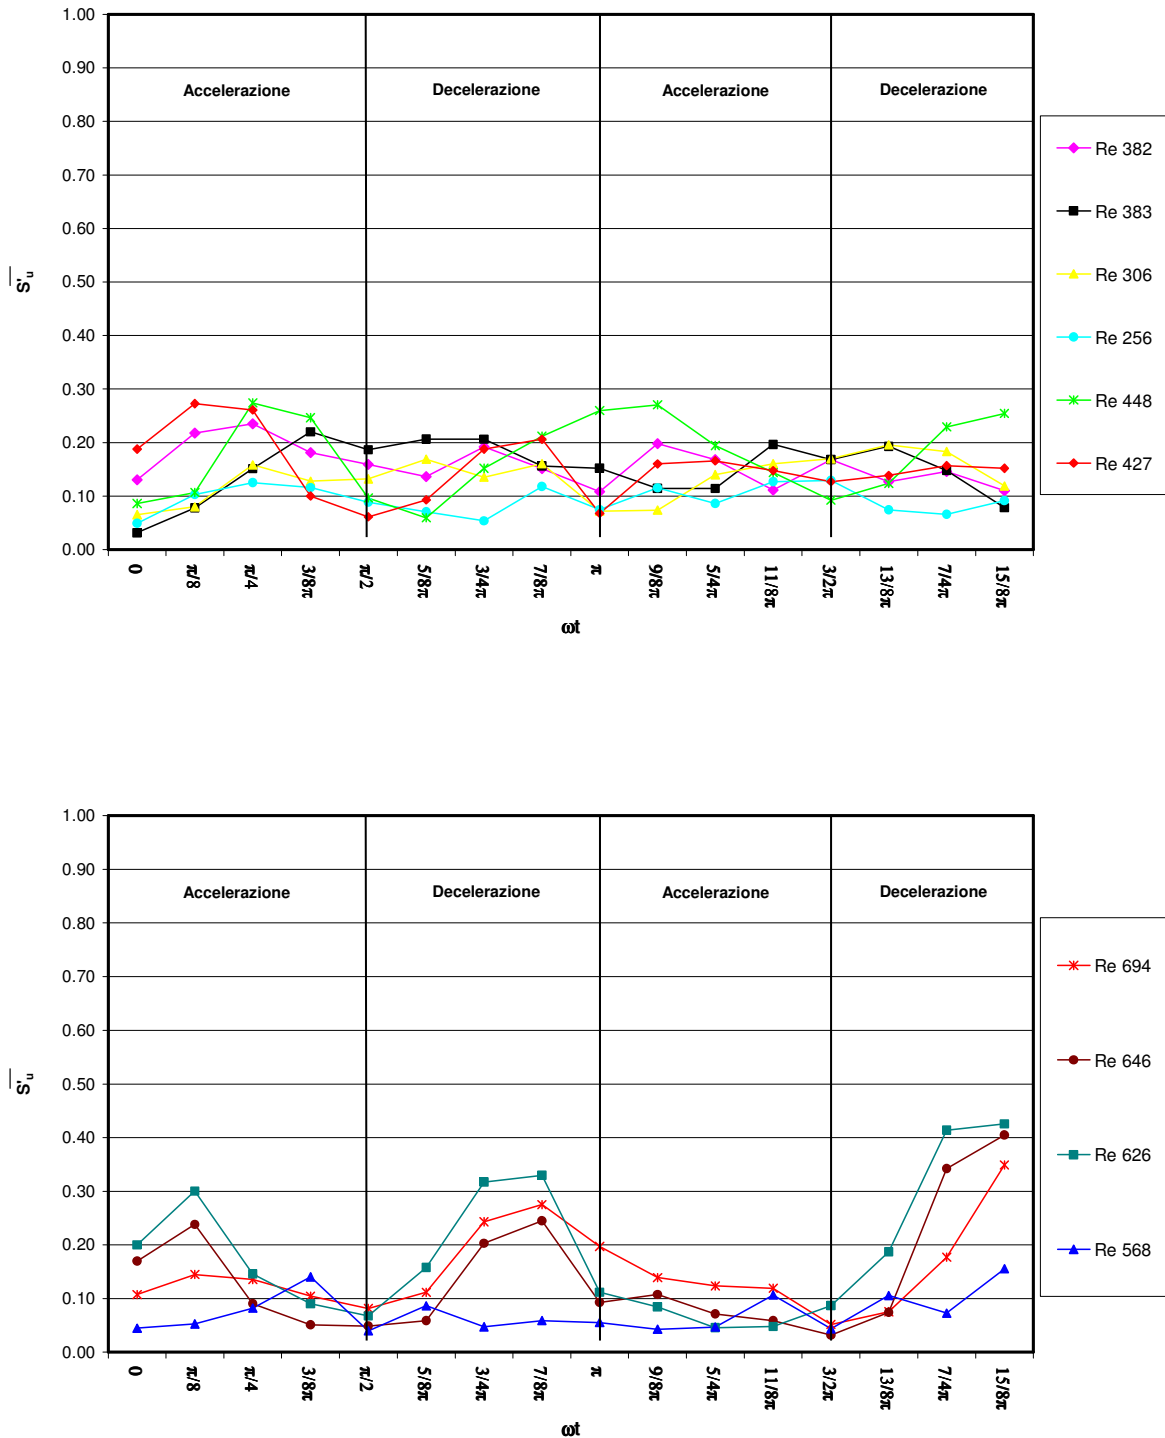 1.00
0.90
0.80
0.70
0.60
0.50
0.40
0.30
0.20
0.10
0.00
S'u
Accelerazione Decelerazione Accelerazione Decelerazione
0 π/8 π/4 3/8π π/2 5/8π 3/4π 7/8π π 9/8π 5/4π 11/8π 3/2π 13/8π 7/4π 15/8π
ωt
Re 382
Re 383
Re 306
Re 256
Re 448
Re 427
1.00
0.90
0.80
0.70
0.60
0.50
0.40
0.30
0.20
0.10
0.00
S'u
Accelerazione Decelerazione Accelerazione Decelerazione
0 π/8 π/4 3/8π π/2 5/8π 3/4π 7/8π π 9/8π 5/4π 11/8π 3/2π 13/8π 7/4π 15/8π
ωt
Re 694
Re 646
Re 626
Re 568